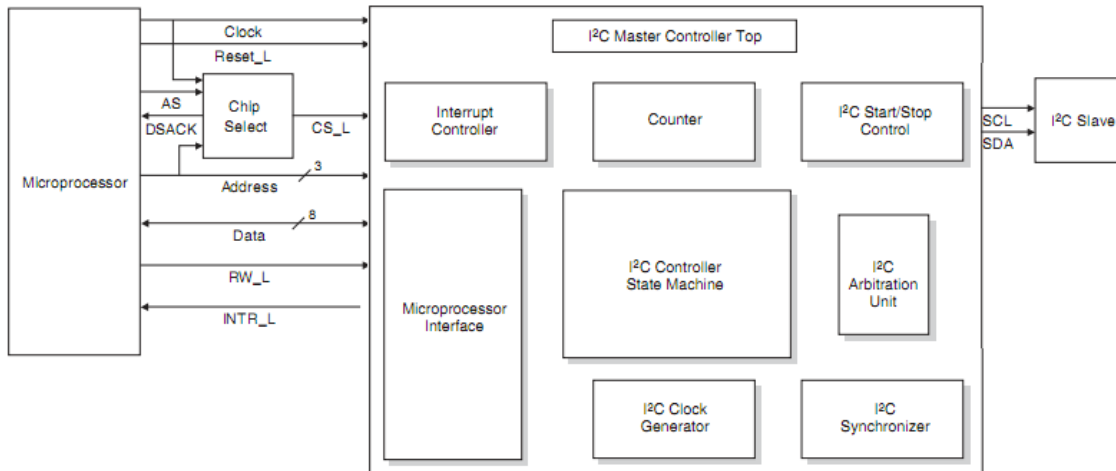 Clock
I²C Master Controller Top
Reset_L
AS
DSACK
Chip
Select
CS_L
Interrupt
Controller
Counter
I²C Start/Stop
Control
SCL
SDA
I²C Slave
Microprocessor
3
Address
8
Data
RW_L
INTR_L
Microprocessor
Interface
I²C Controller
State Machine
I²C
Arbitration
Unit
I²C Clock
Generator
I²C
Synchronizer